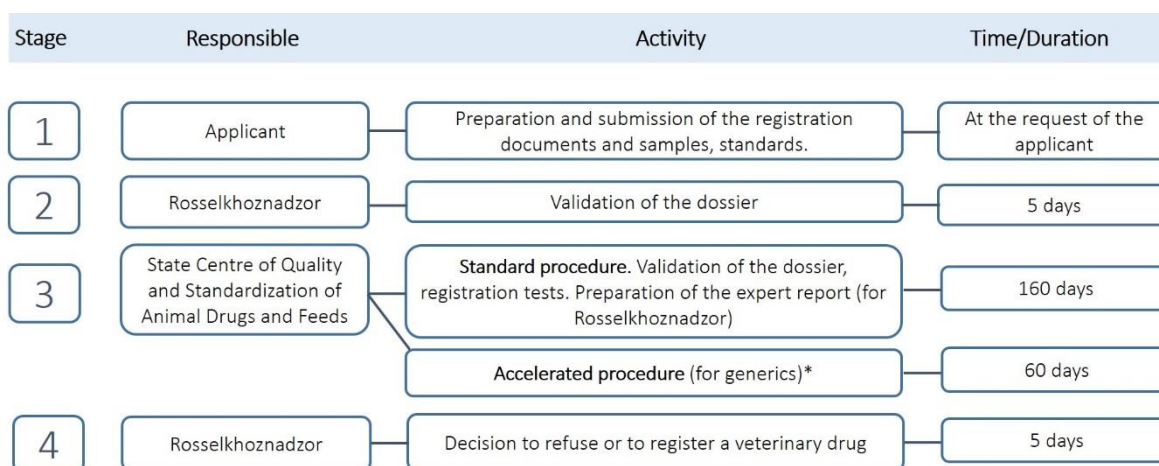 Stage Responsible Activity Time/Duration
1
Applicant
Preparation and submission of the registration
documents and samples, standards.
At the request of the
applicant
2
Rosselkhoznadzor
Validation of the dossier
5 days
3
State Centre of Quality
and Standardization of
Animal Drugs and Feeds
Standard procedure. Validation of the dossier,
registration tests. Preparation of the expert report (for
Rosselkhoznadzor)
160 days
Accelerated procedure (for generics)*
60 days
4
Rosselkhoznadzor
Decision to refuse or to register a veterinary drug
5 days